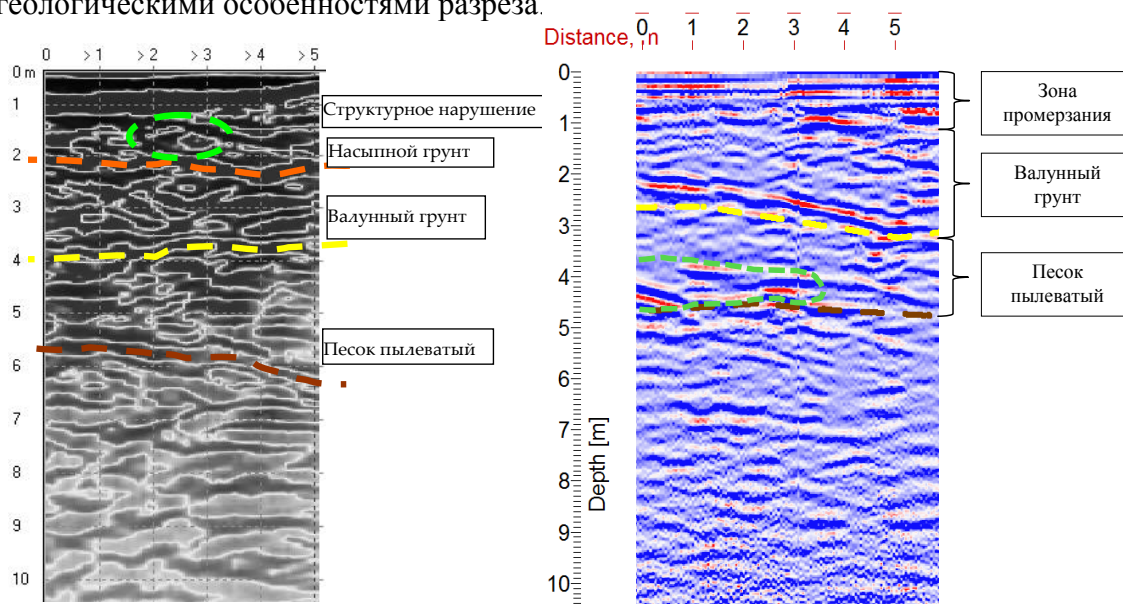 геологическими особенностями разреза.
0 >1 >2 >3 >4 >5
0 m
1
2
3
4
5
6
7
8
9
10
Структурное нарушение
Насыпной грунт
Валунный грунт
Песок пылеватый
Distance,
0 1 2 3 4 5
0
1
2
3
4
5
6
7
8
9
10
Depth [m]
Зона
промерзания
Валунный
грунт
Песок
пылеватый